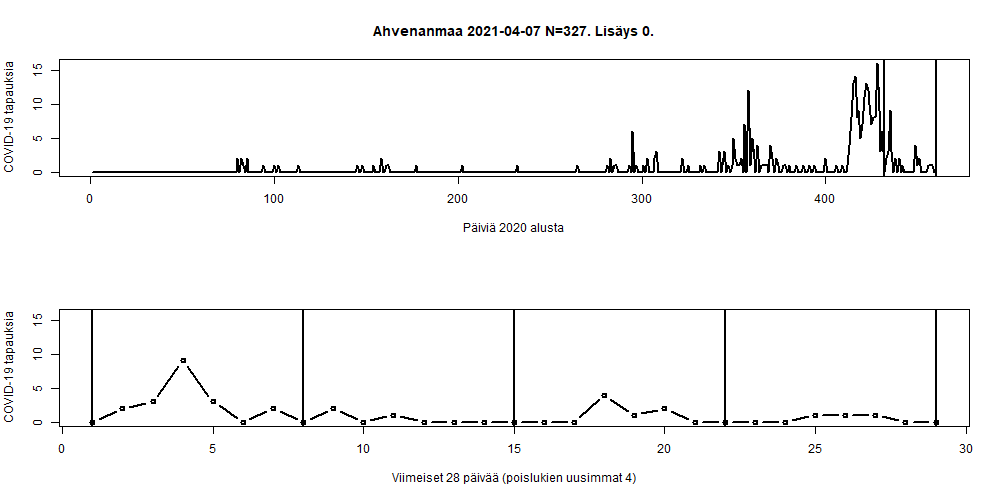 Ahvenanmaa 2021-04-07 N=327. Lisäys 0.
COVID-19 tapauksia
15
10
5
0
0 100 200 300 400
Päiviä 2020 alusta
COVID-19 tapauksia
15
10
5
0
0 5 10 15 20 25 30
Viimeiset 28 päivää (poislukien uusimmat 4)